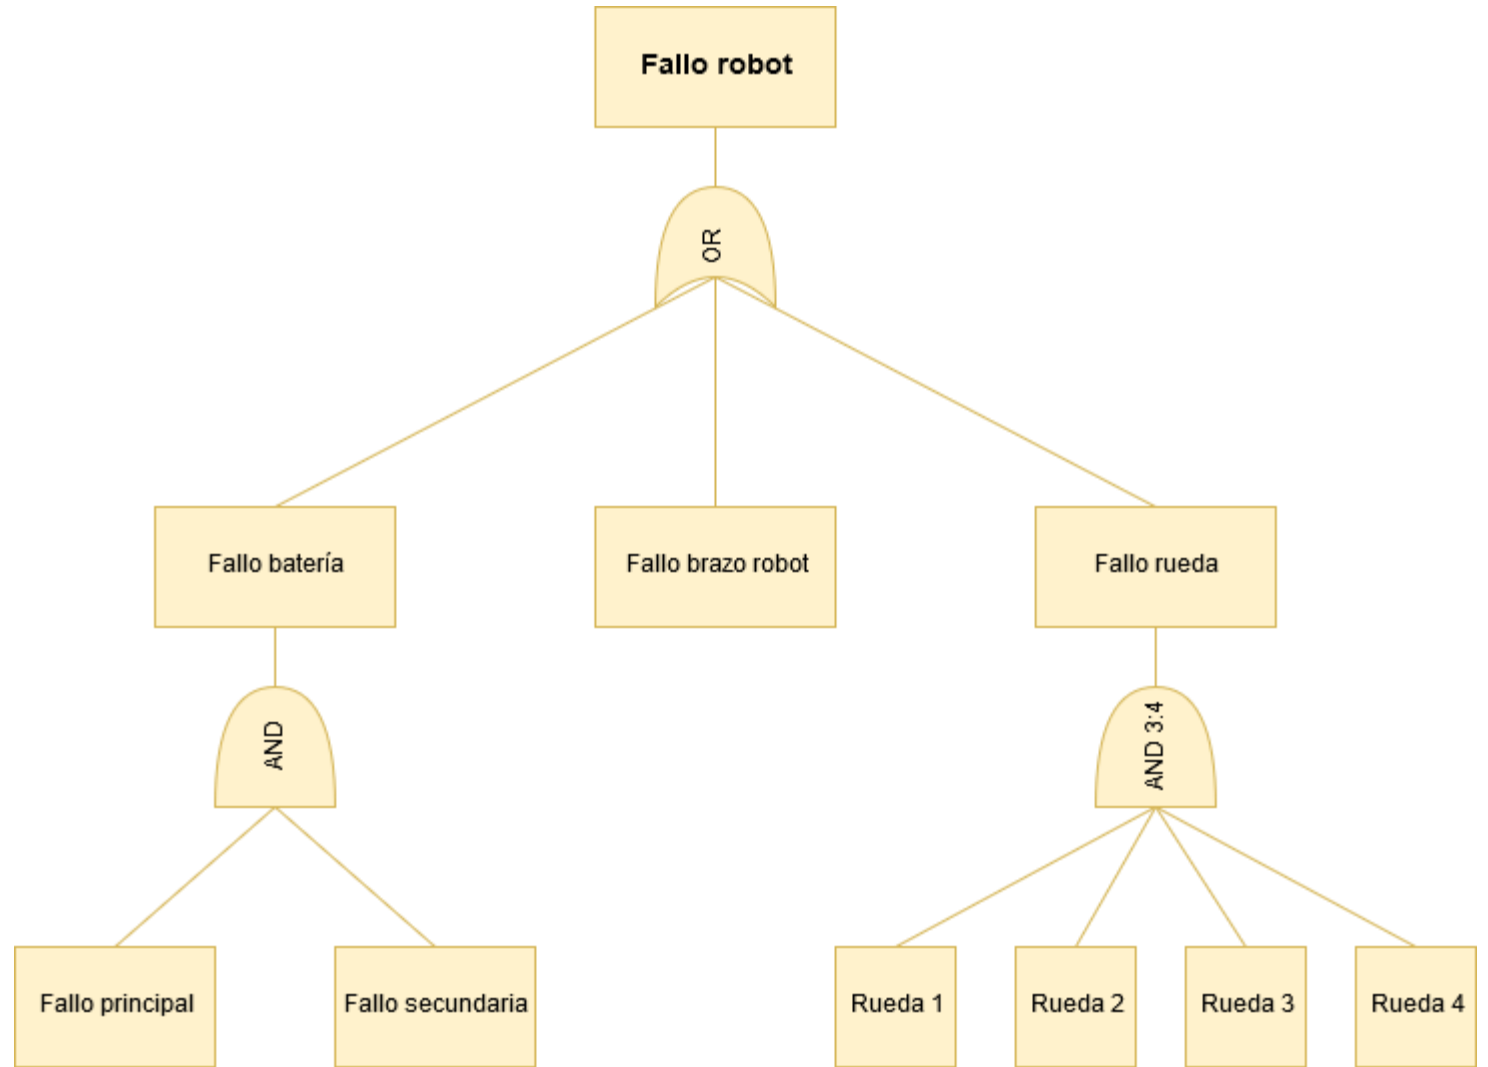 Fallo robot
OR
Fallo batería
Fallo brazo robot
Fallo rueda
AND
AND 3:4
Fallo principal
Fallo secundaria
Rueda 1
Rueda 2
Rueda 3
Rueda 4